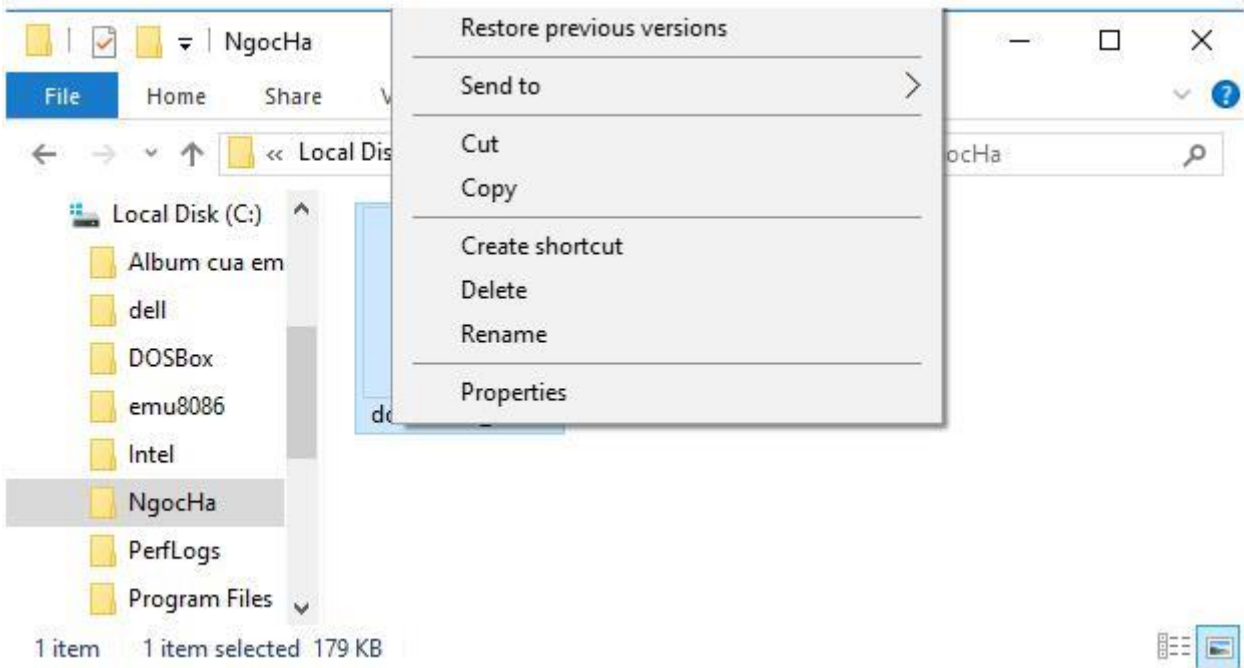 NgocHa
Restore previous versions
File Home Share
Send to
« Local Dis
ocHa
Cut
Copy
Create shortcut
Delete
Rename
Properties
Local Disk (C:)
Album cua em
dell
DOSBox
emu8086
Intel
NgocHa
PerfLogs
Program Files
1 item 1 item selected 179 KB